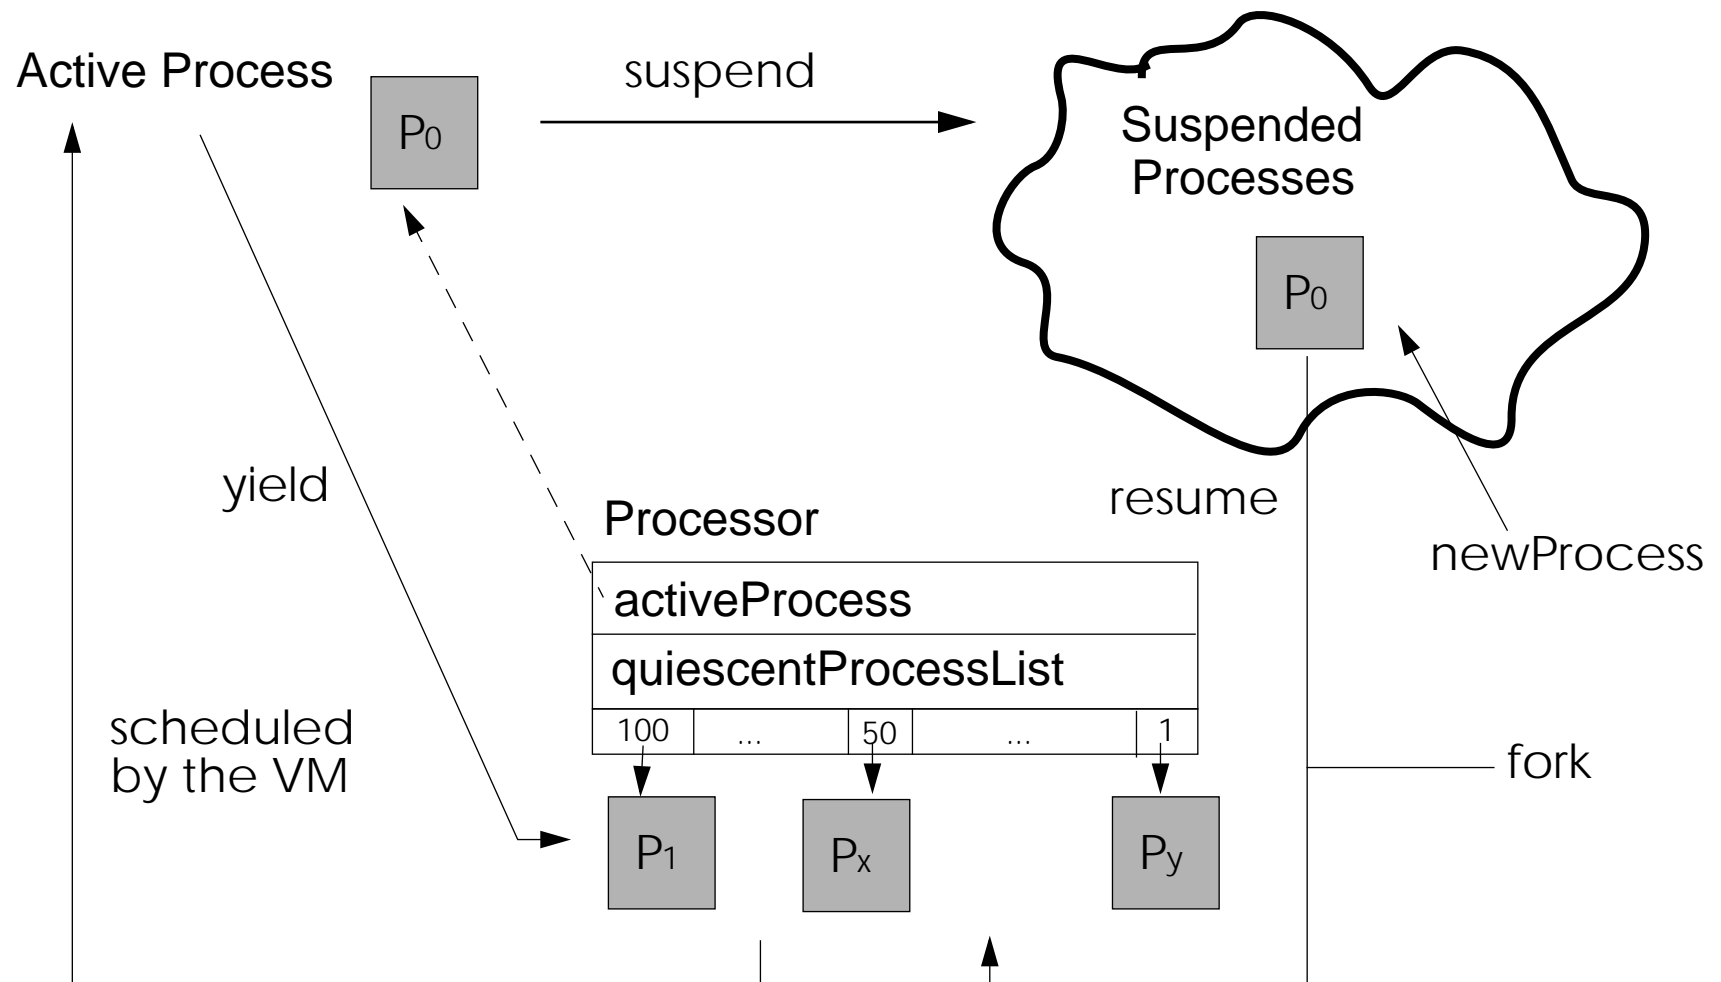 Active Process
P0
suspend
Suspended
Processes
P0
yield
resume
Processor
newProcess
activeProcess
quiescentProcessList
100 ... 50 ... 1
scheduled
by the VM
fork
P1
Px
Py